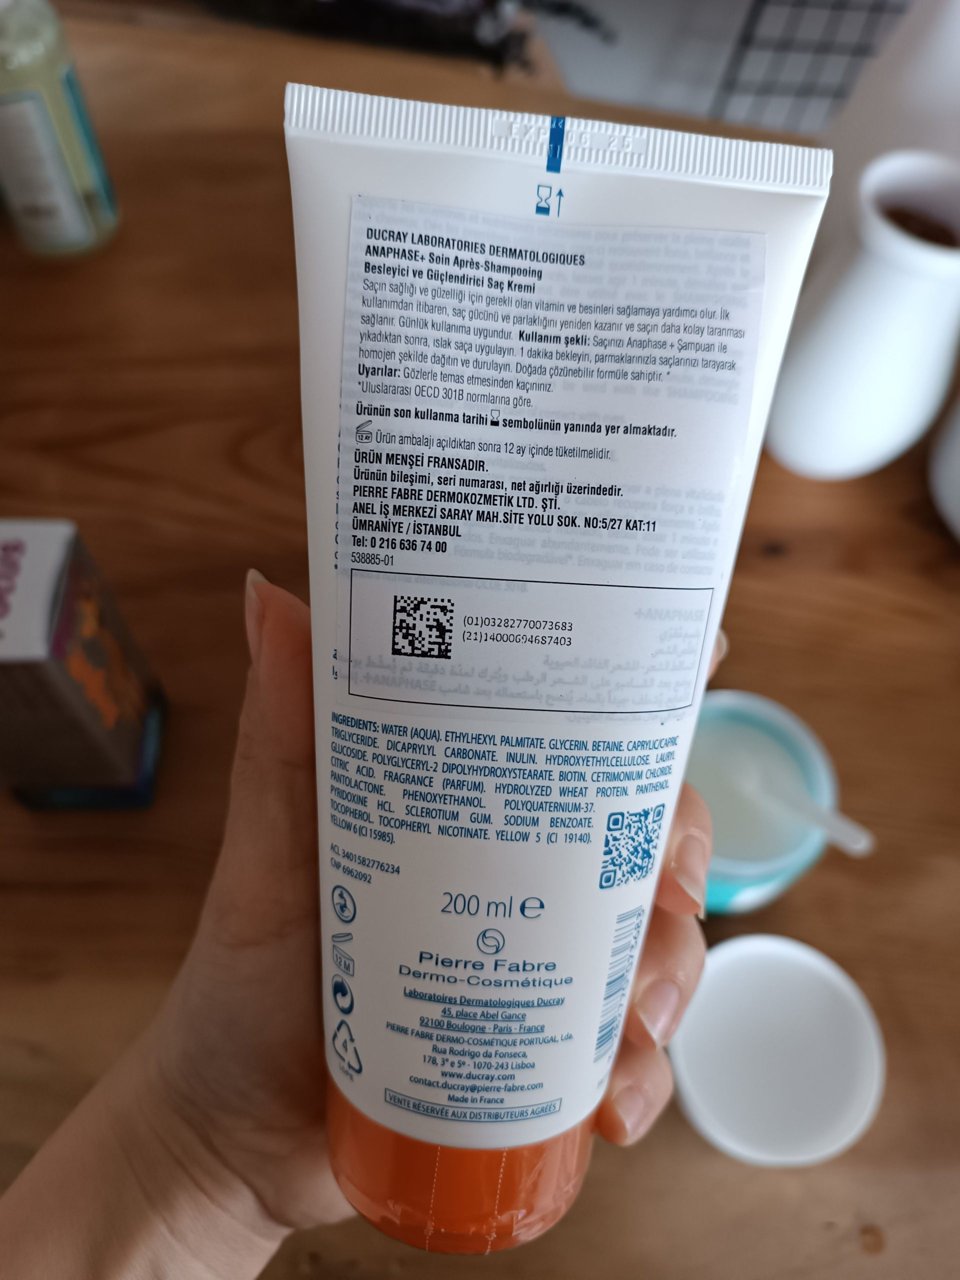 EXP 06 25
DUCRAY LABORATORIES DERMATOLOGIQUES
ANAPHASE+ Soin Après-Shampooing
Besleyici ve Güçlendirici Saç Kremi
Saçın sağlığı ve güzelliği için gerekli olan vitamin ve besinleri sağlamaya yardımcı olur. İlk
kullanımdan itibaren, saç gücünü ve parlaklığını yeniden kazanır ve saçın daha kolay taranması
sağlanır. Günlük kullanıma uygundur. Kullanım şekli: Saçınızı Anaphase + Şampuan ile
yıkadıktan sonra, ıslak saça uygulayın. 1 dakika bekleyin, parmaklarınızla saçlarınızı tarayarak
homojen şekilde dağıtın ve durulayın. Doğada çözünebilir formüle sahiptir. *
Uyarılar: Gözlerle temas etmesinden kaçınınız.
*Uluslararası OECD 301B normlarına göre.
Ürünün son kullanma tarihi sembolünün yanında yer almaktadır.
12 M Ürün ambalajı açıldıktan sonra 12 ay içinde tüketilmelidir.
ÜRÜN MENŞEİ FRANSADIR.
Ürünün bileşimi, seri numarası, net ağırlığı üzerindedir.
PIERRE FABRE DERMOKOZMETİK LTD. ŞTİ.
ANEL İŞ MERKEZİ SARAY MAH.SİTE YOLU SOK. NO:5/27 KAT:11
ÜMRANİYE / İSTANBUL
Tel: 0 216 636 74 00
538885-01
(01)03282770073683
(21)14000694687403
INGREDIENTS: WATER (AQUA). ETHYLHEXYL PALMITATE. GLYCERIN. BETAINE. CAPRYLIC/CAPRIC
TRIGLYCERIDE. DICAPRYLYL CARBONATE. INULIN. HYDROXYETHYLCELLULOSE. LAURYL
GLUCOSIDE. POLYGLYCERYL-2 DIPOLYHYDROXYSTEARATE. BIOTIN. CETRIMONIUM CHLORIDE.
CITRIC ACID. FRAGRANCE (PARFUM). HYDROLYZED WHEAT PROTEIN. PANTHENOL.
PANTOLACTONE. PHENOXYETHANOL. POLYQUATERNIUM-37.
PYRIDOXINE HCL. SCLEROTIUM GUM. SODIUM BENZOATE.
TOCOPHEROL. TOCOPHERYL NICOTINATE. YELLOW 5 (CI 19140).
YELLOW 6 (CI 15985).
ACL 3401582776234
CNP 6962092
200 ml e
12 M
Pierre Fabre
Dermo-Cosmétique
Laboratoires Dermatologiques Ducray
45, place Abel Gance
92100 Boulogne - Paris - France
PIERRE FABRE DERMO-COSMÉTIQUE PORTUGAL, Lda.
Rua Rodrigo da Fonseca,
178, 3º e 5º - 1070-243 Lisboa
www.ducray.com
contact.ducray@pierre-fabre.com
Made in France
VENTE RÉSERVÉE AUX DISTRIBUTEURS AGRÉÉS
4